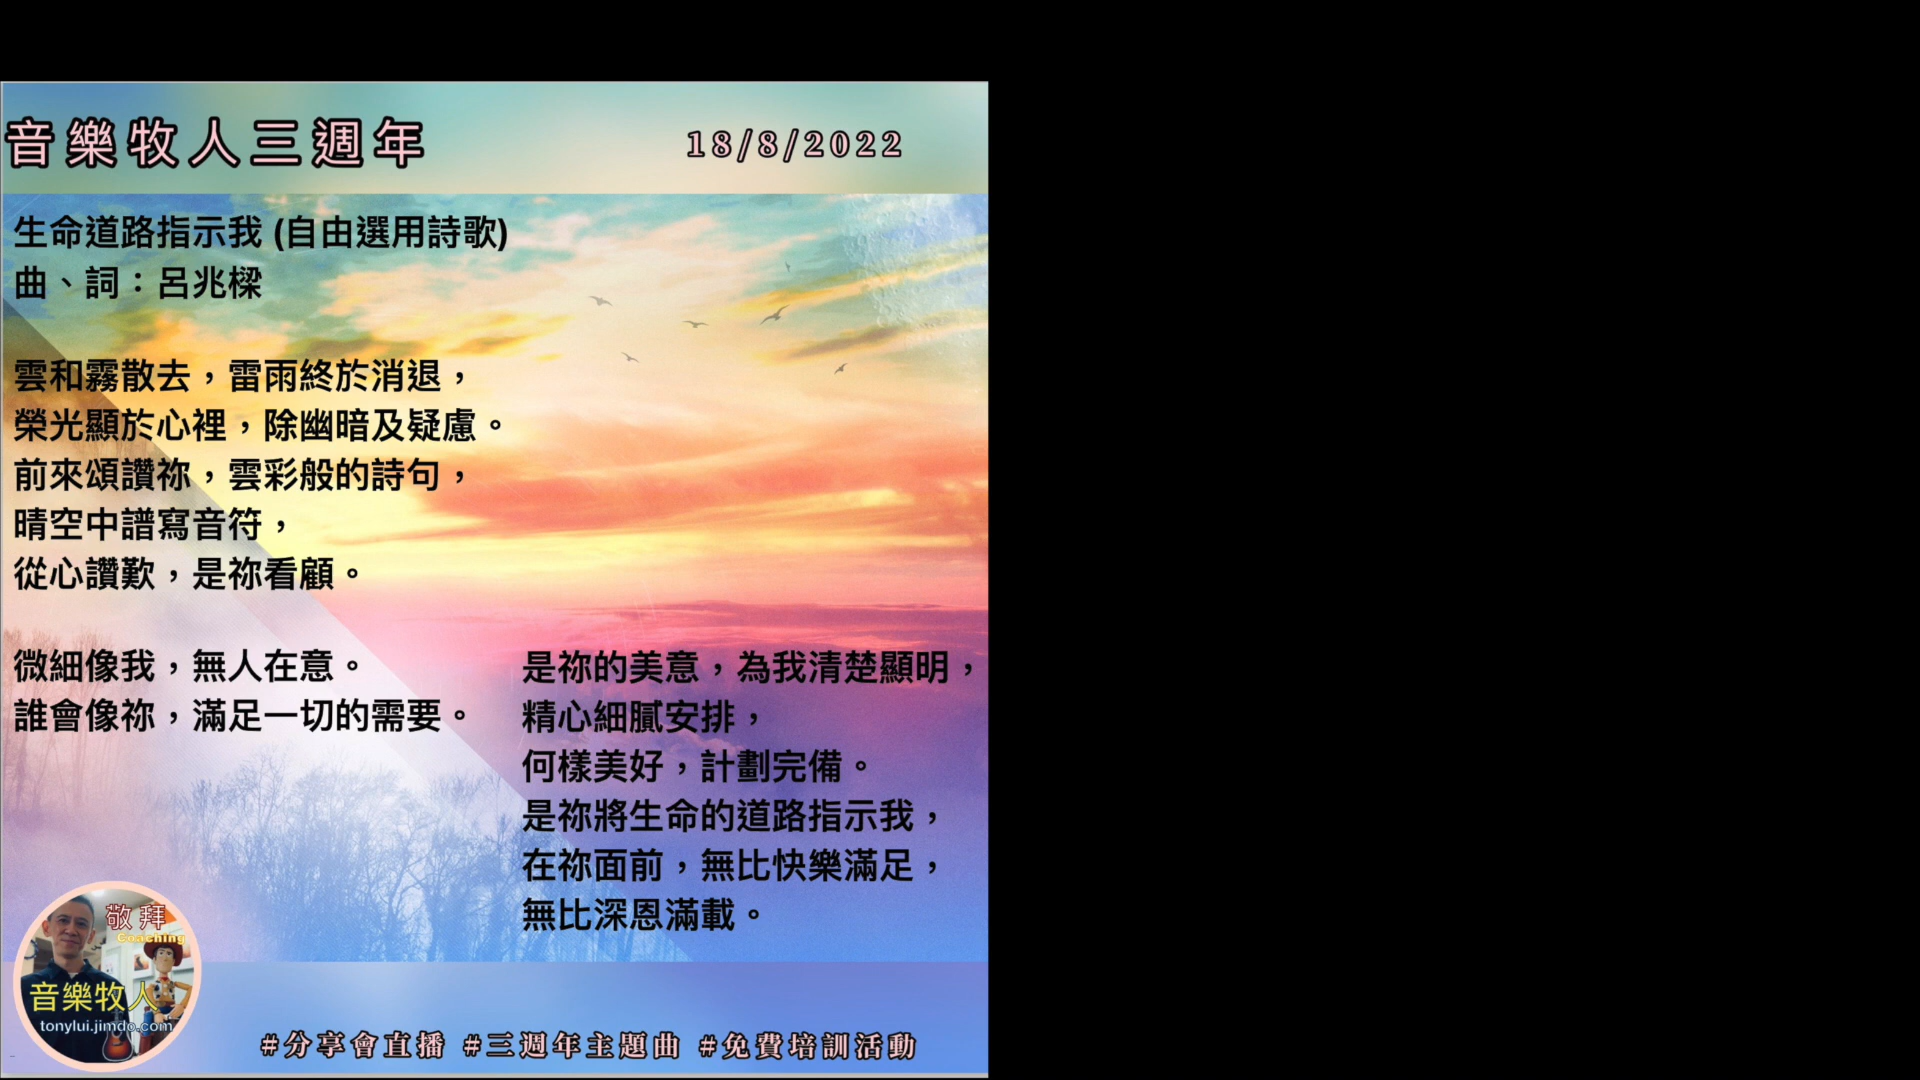 音樂牧人三週年
18/8/2022
生命道路指示我 (自由選用詩歌)
曲、詞：呂兆樑
雲和霧散去，雷雨終於消退，
榮光顯於心裡，除幽暗及疑慮。
前來頌讚祢，雲彩般的詩句，
晴空中譜寫音符，
從心讚歎，是祢看顧。
微細像我，無人在意。
誰會像祢，滿足一切的需要。
是祢的美意，為我清楚顯明，
精心細膩安排，
何樣美好，計劃完備。
是祢將生命的道路指示我，
在祢面前，無比快樂滿足，
無比深恩滿載。
敬拜
Coaching
音樂牧人
tonylui.jimdo.com
#分享會直播 #三週年主題曲 #免費培訓活動